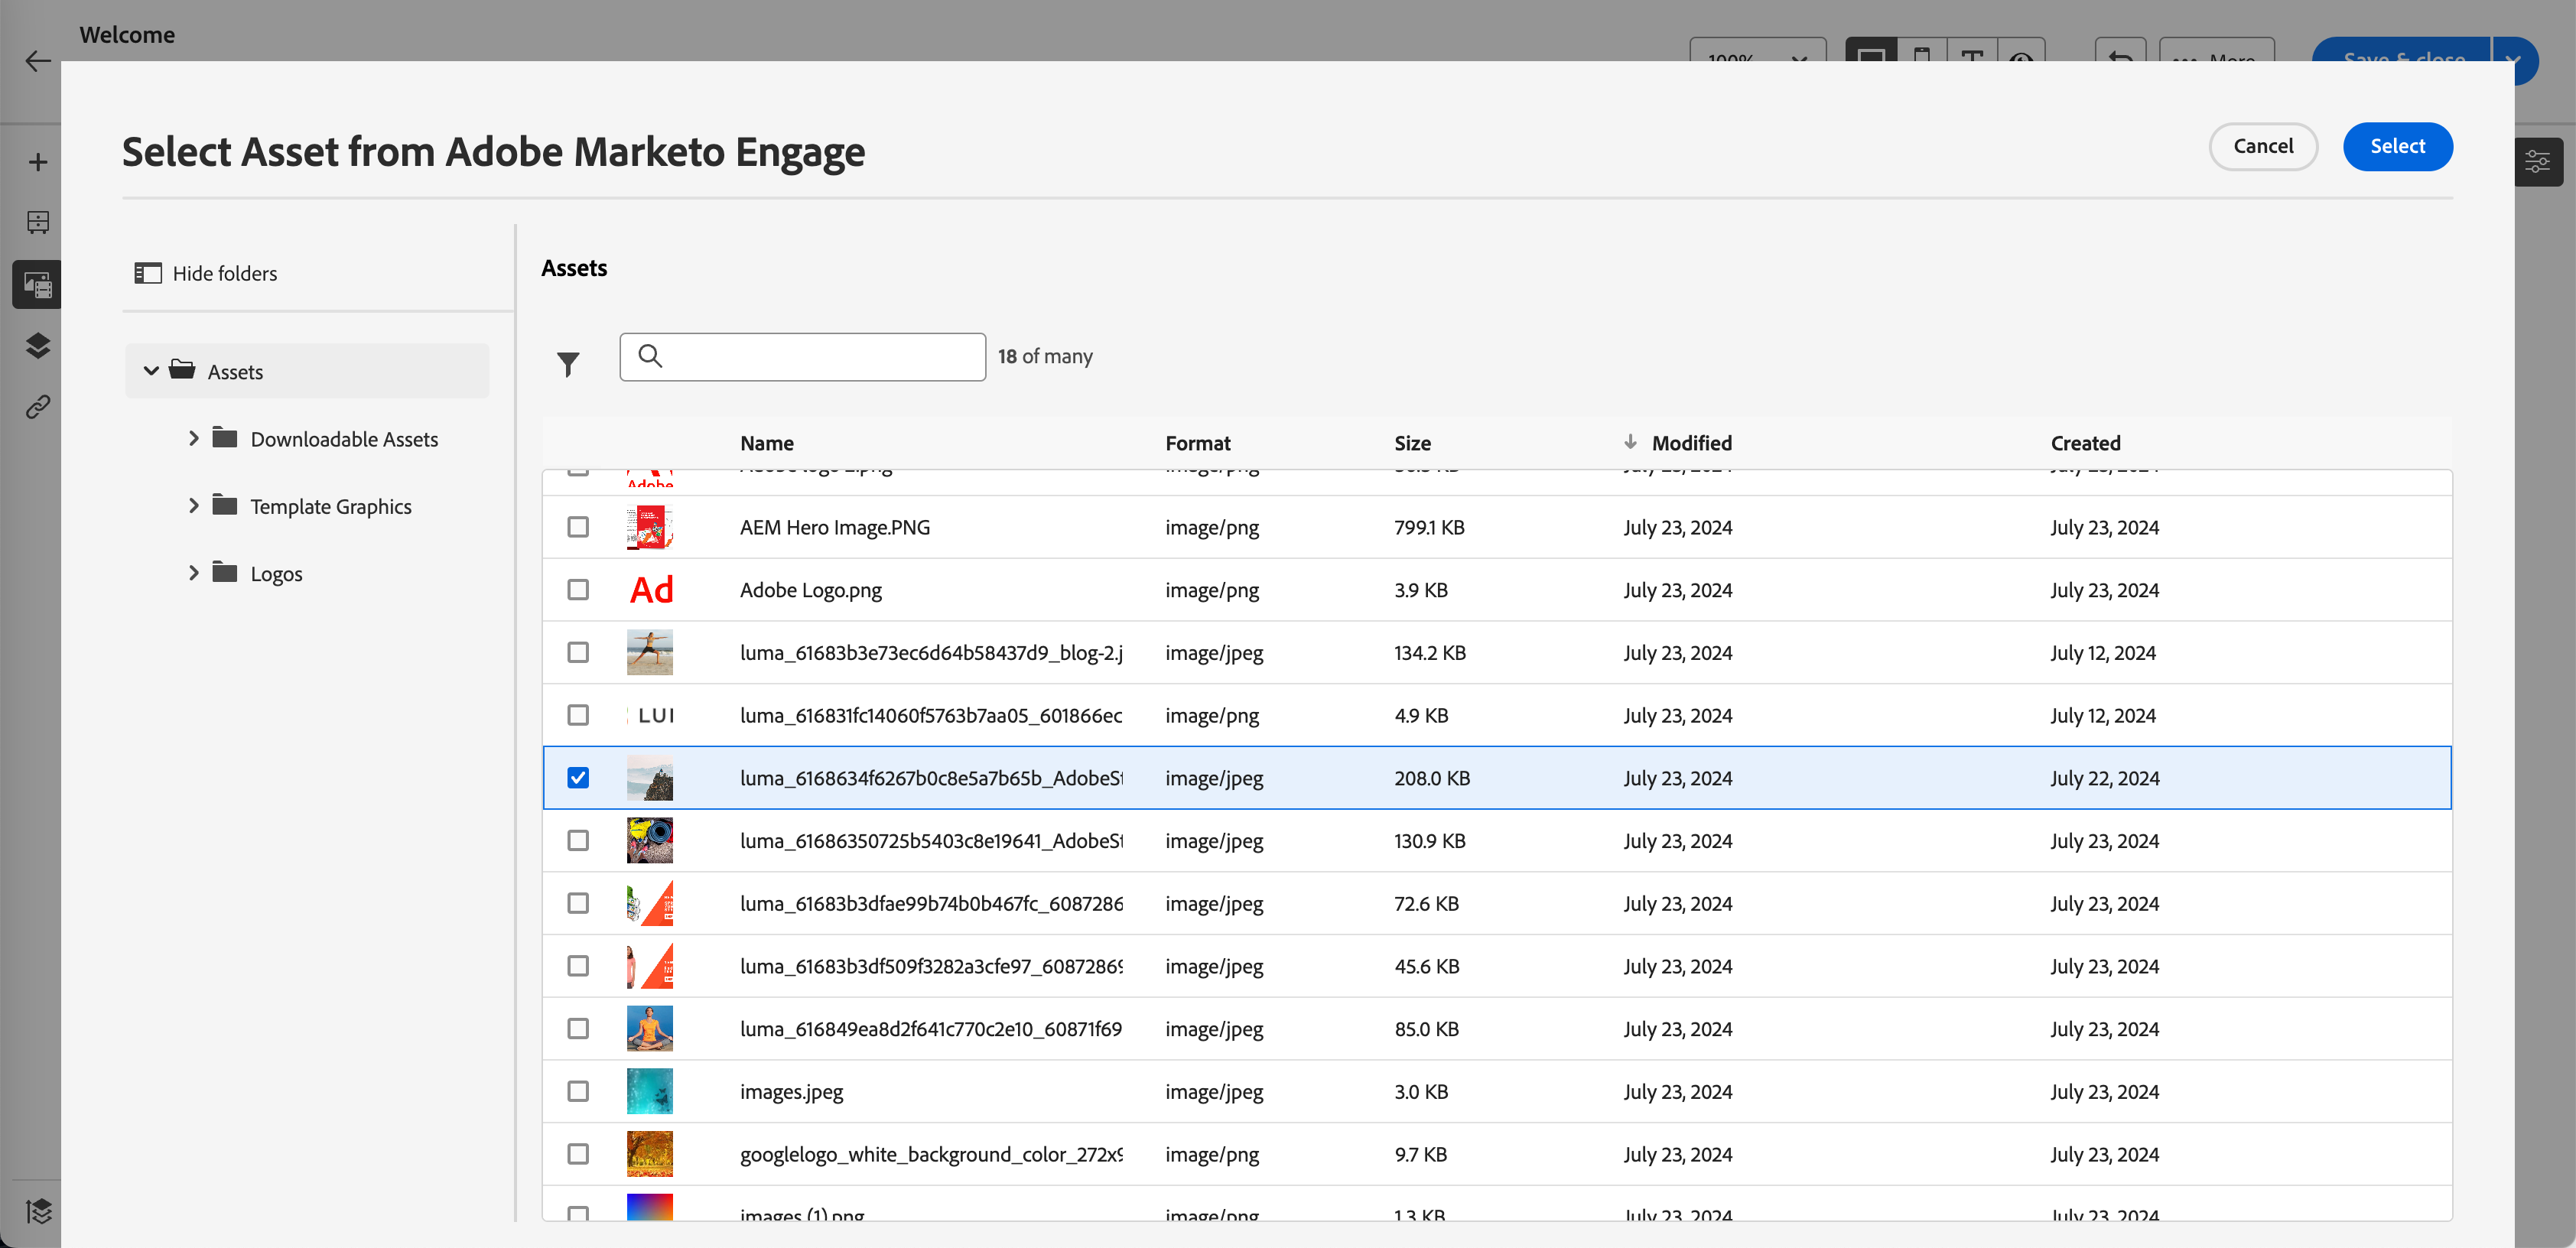 Welcome
100%
More
Save & close
Select Asset from Adobe Marketo Engage
Cancel
Select
Hide folders
Assets
Downloadable Assets
Template Graphics
Logos
Assets
18 of many
Name Format Size Modified Created
Adobe
AEM Hero Image.PNG image/png 799.1 KB July 23, 2024 July 23, 2024
Ad Adobe Logo.png image/png 3.9 KB July 23, 2024 July 23, 2024
luma_61683b3e73ec6d64b58437d9_blog-2.j image/jpeg 134.2 KB July 23, 2024 July 12, 2024
LUI luma_616831fc14060f5763b7aa05_601866ec image/png 4.9 KB July 23, 2024 July 12, 2024
luma_6168634f6267b0c8e5a7b65b_AdobeSt image/jpeg 208.0 KB July 23, 2024 July 22, 2024
luma_61686350725b5403c8e19641_AdobeSt image/jpeg 130.9 KB July 23, 2024 July 23, 2024
luma_61683b3dfae99b74b0b467fc_6087286 image/jpeg 72.6 KB July 23, 2024 July 23, 2024
luma_61683b3df509f3282a3cfe97_60872869 image/jpeg 45.6 KB July 23, 2024 July 23, 2024
luma_616849ea8d2f641c770c2e10_60871f69 image/jpeg 85.0 KB July 23, 2024 July 23, 2024
images.jpeg image/jpeg 3.0 KB July 23, 2024 July 23, 2024
googlelogo_white_background_color_272x9 image/png 9.7 KB July 23, 2024 July 23, 2024
images (1).png image/png 1.3 KB July 23, 2024 July 23, 2024